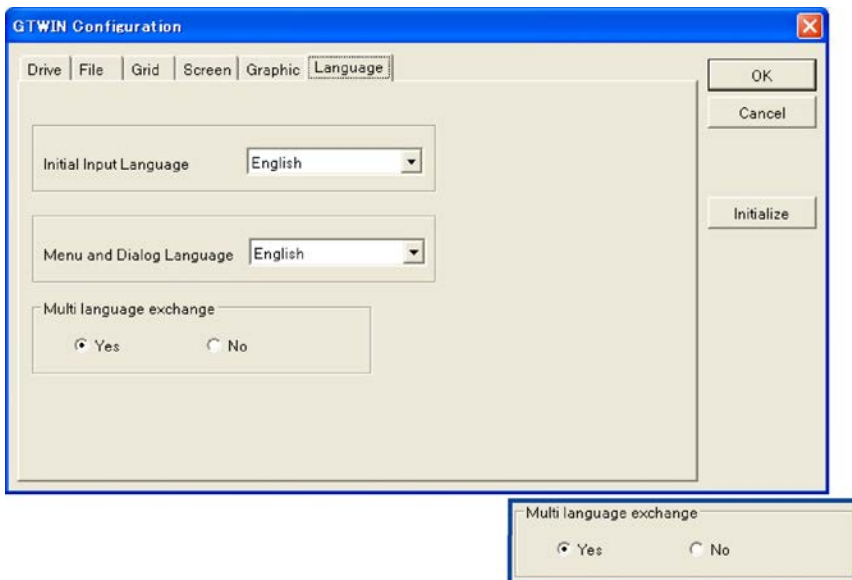 GTWIN Configuration
Drive File Grid Screen Graphic Language
OK
Cancel
Initial Input Language English
Initialize
Menu and Dialog Language English
Multi language exchange
Yes No
Multi language exchange
Yes No